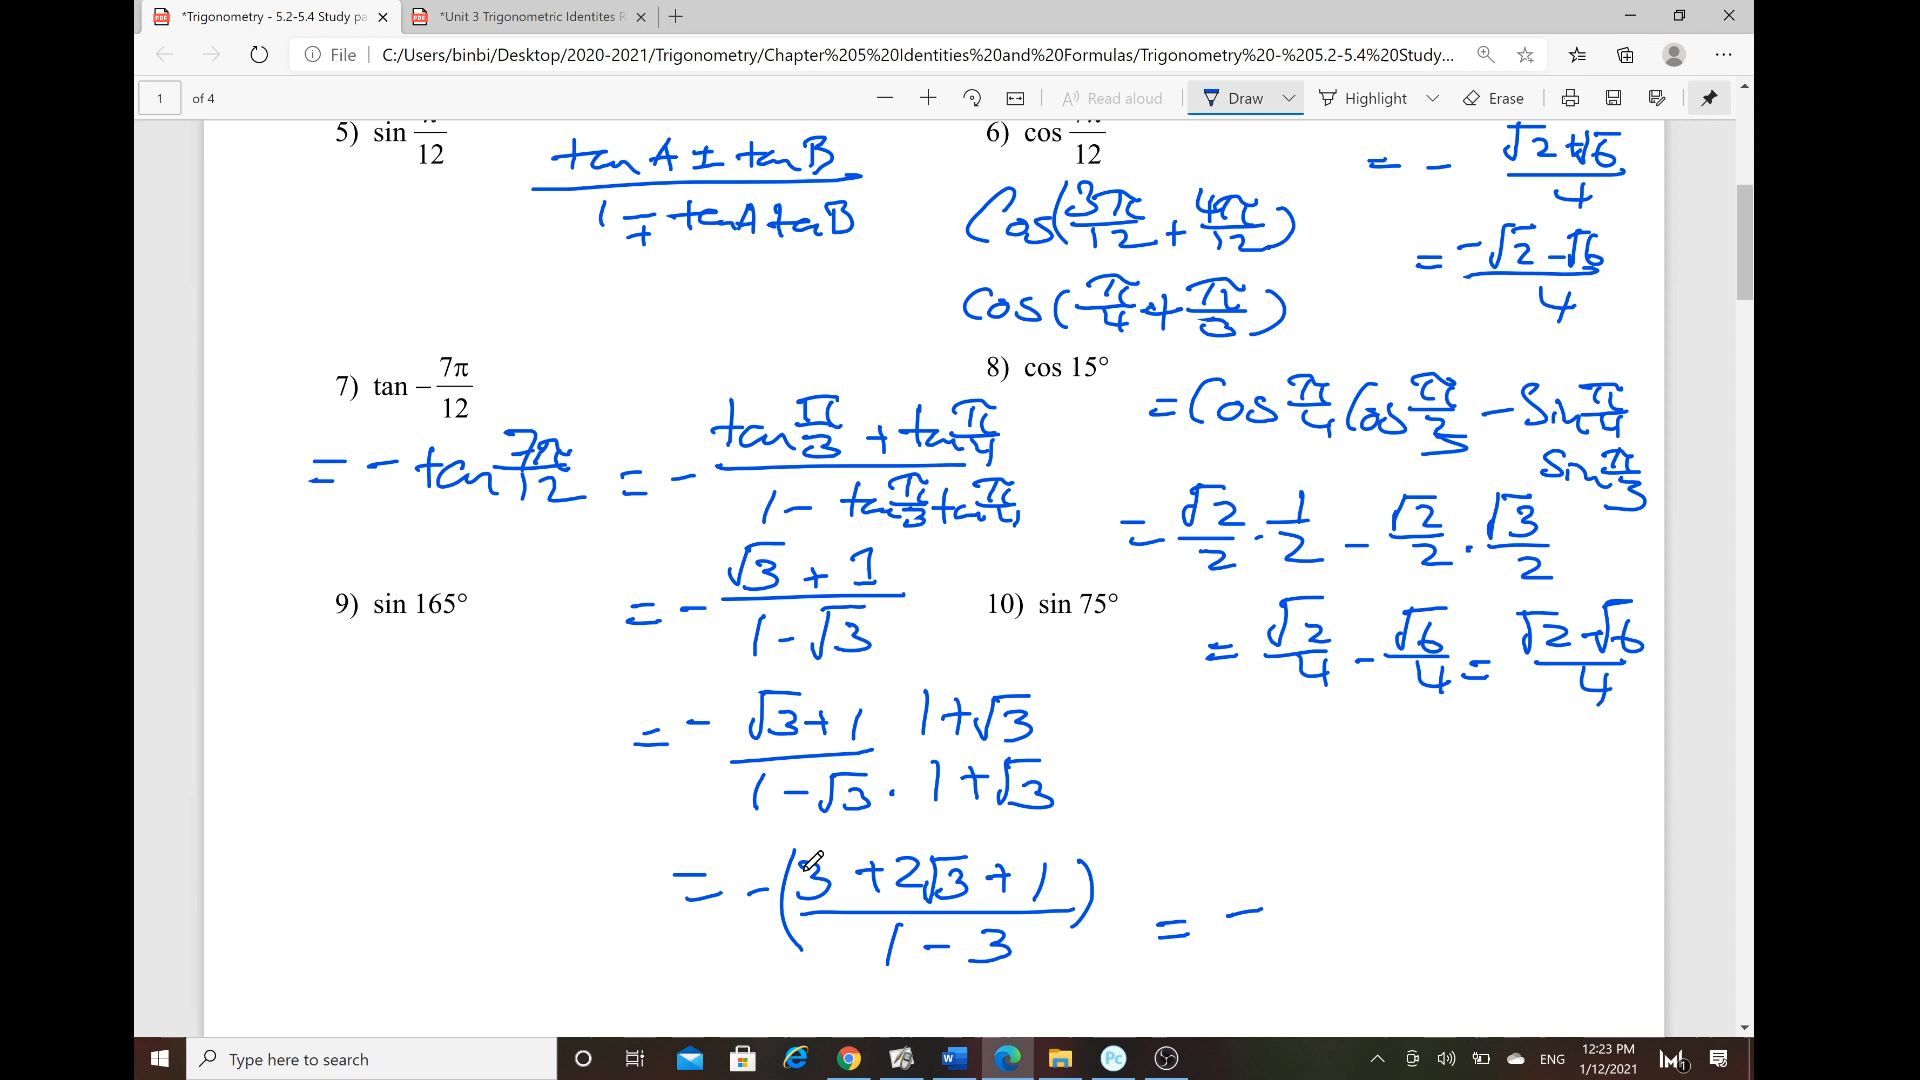 *Trigonometry - 5.2-5.4 Study pa
*Unit 3 Trigonometric Identites R
File
C:/Users/binbi/Desktop/2020-2021/Trigonometry/Chapter%205%20Identities%20and%20Formulas/Trigonometry%20-%205.2-5.4%20Study...
1 of 4
Read aloud
Draw
Highlight
Erase
5) sin π/12
tan A ± tan B / 1 ∓ tan A tan B
6) cos 7π/12
Cos(3π/12 + 4π/12)
Cos(π/4 + π/3)
= - √2+√6 / 4
= -√2 -√6 / 4
7) tan - 7π/12
= - tan 7π/12 = - tan π/3 + tan π/4 / 1 - tan π/3 tan π/4
= - √3 + 1 / 1 - √3
= - √3+1 / 1-√3 · 1+√3 / 1+√3
= -(3 + 2√3 + 1 / 1 - 3) = -
8) cos 15°
= Cos π/4 Cos π/3 - Sin π/4 Sin π/3
= √2/2 · 1/2 - √2/2 · √3/2
= √2/4 - √6/4 = √2-√6 / 4
9) sin 165°
10) sin 75°
Type here to search
ENG
12:23 PM
1/12/2021